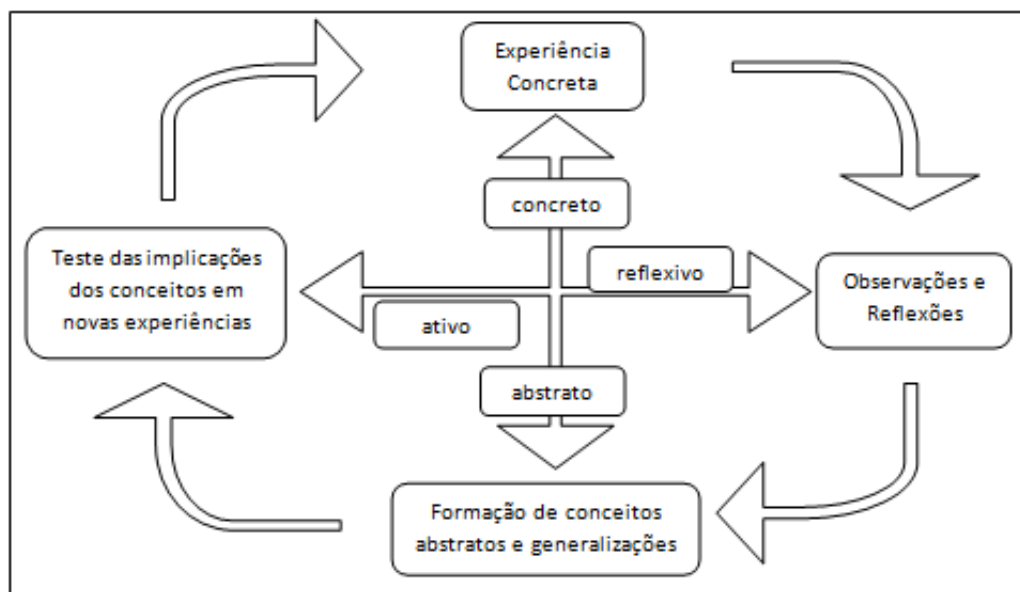 Experiência
Concreta
concreto
Teste das implicações
dos conceitos em
novas experiências
reflexivo
Observações e
Reflexões
ativo
abstrato
Formação de conceitos
abstratos e generalizações